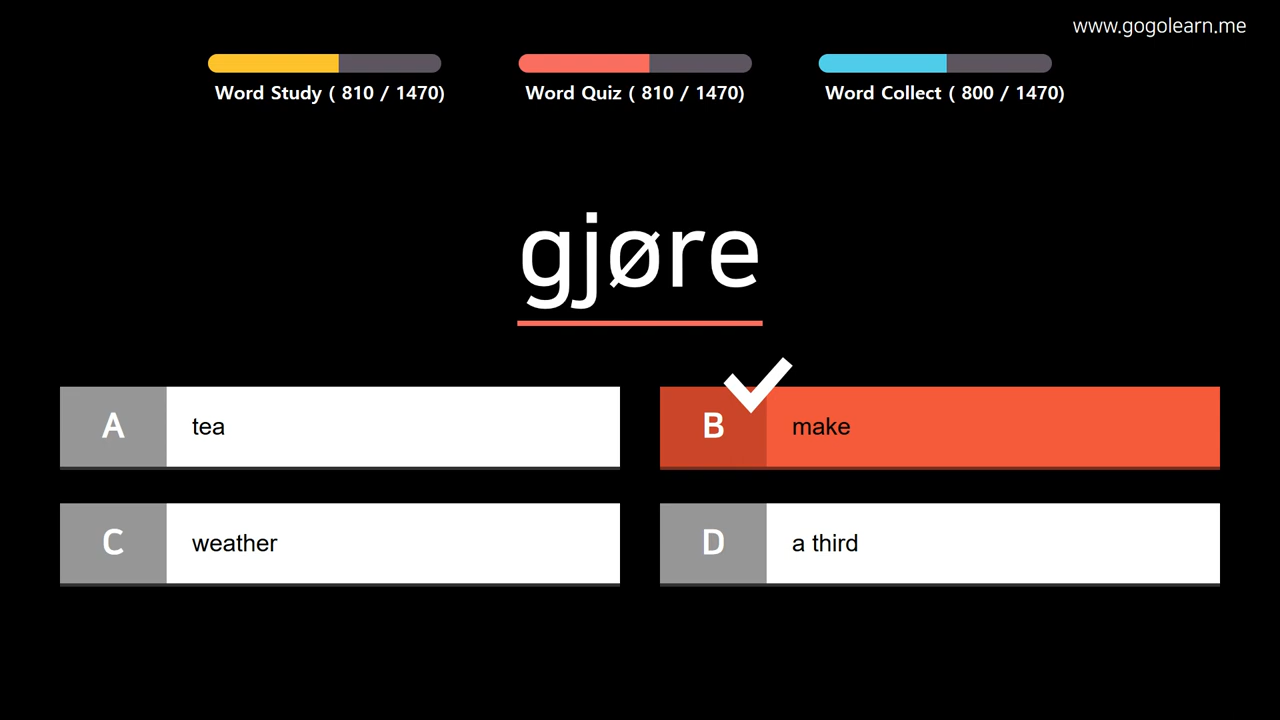 www.gogolearn.me
Word Study ( 810 / 1470)
Word Quiz ( 810 / 1470)
Word Collect ( 800 / 1470)
gjøre
A tea
B make
C weather
D a third